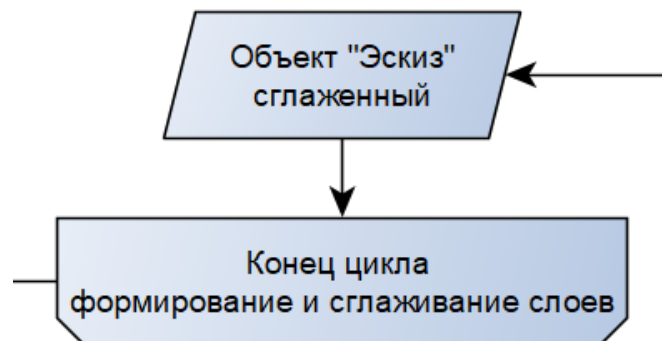 Объект "Эскиз"
сглаженный
Конец цикла
формирование и сглаживание слоев